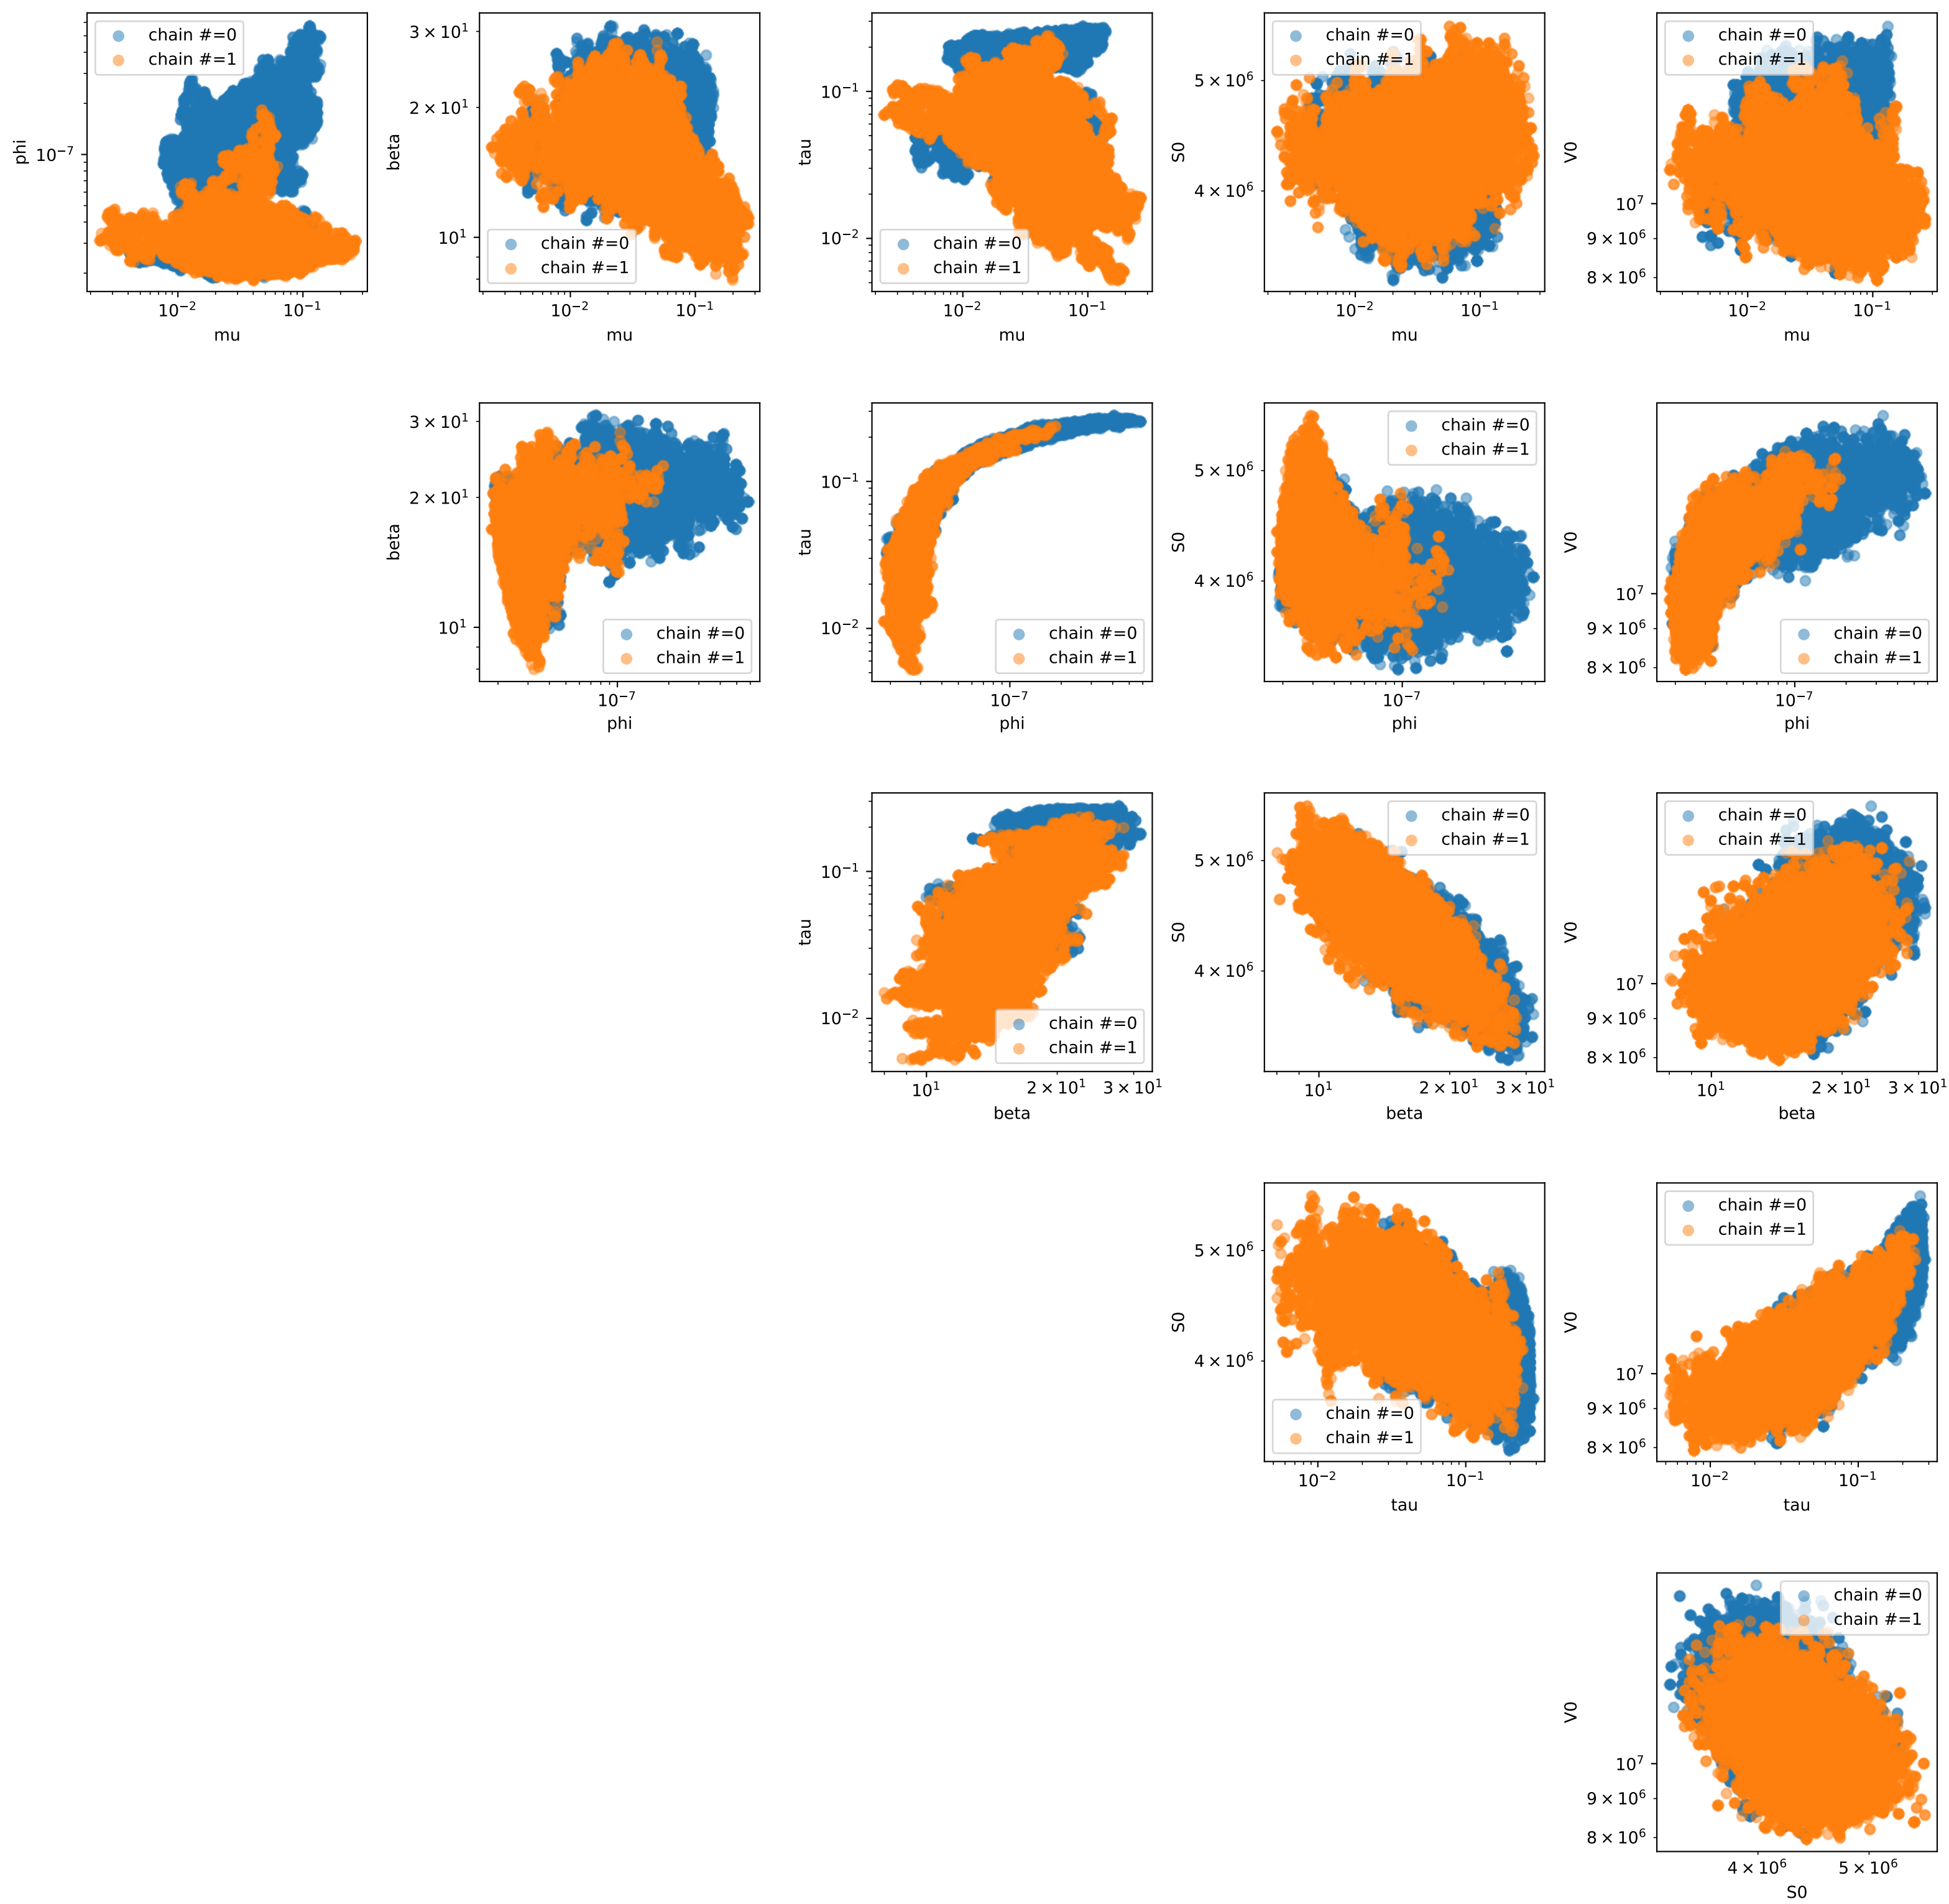 chain #=0
chain #=1
phi
10⁻⁷
10⁻² 10⁻¹
mu
chain #=0
chain #=1
beta
3 × 10¹
2 × 10¹
10¹
10⁻² 10⁻¹
mu
chain #=0
chain #=1
tau
10⁻¹
10⁻²
10⁻² 10⁻¹
mu
chain #=0
chain #=1
S0
5 × 10⁶
4 × 10⁶
10⁻² 10⁻¹
mu
chain #=0
chain #=1
V0
10⁷
9 × 10⁶
8 × 10⁶
10⁻² 10⁻¹
mu
beta
3 × 10¹
2 × 10¹
10¹
chain #=0
chain #=1
10⁻⁷
phi
tau
10⁻¹
10⁻²
chain #=0
chain #=1
10⁻⁷
phi
chain #=0
chain #=1
S0
5 × 10⁶
4 × 10⁶
10⁻⁷
phi
V0
10⁷
9 × 10⁶
8 × 10⁶
chain #=0
chain #=1
10⁻⁷
phi
tau
10⁻¹
10⁻²
chain #=0
chain #=1
10¹ 2 × 10¹ 3 × 10¹
beta
chain #=0
chain #=1
S0
5 × 10⁶
4 × 10⁶
10¹ 2 × 10¹ 3 × 10¹
beta
chain #=0
chain #=1
V0
10⁷
9 × 10⁶
8 × 10⁶
10¹ 2 × 10¹ 3 × 10¹
beta
S0
5 × 10⁶
4 × 10⁶
chain #=0
chain #=1
10⁻² 10⁻¹
tau
chain #=0
chain #=1
V0
10⁷
9 × 10⁶
8 × 10⁶
10⁻² 10⁻¹
tau
chain #=0
chain #=1
V0
10⁷
9 × 10⁶
8 × 10⁶
4 × 10⁶ 5 × 10⁶
S0